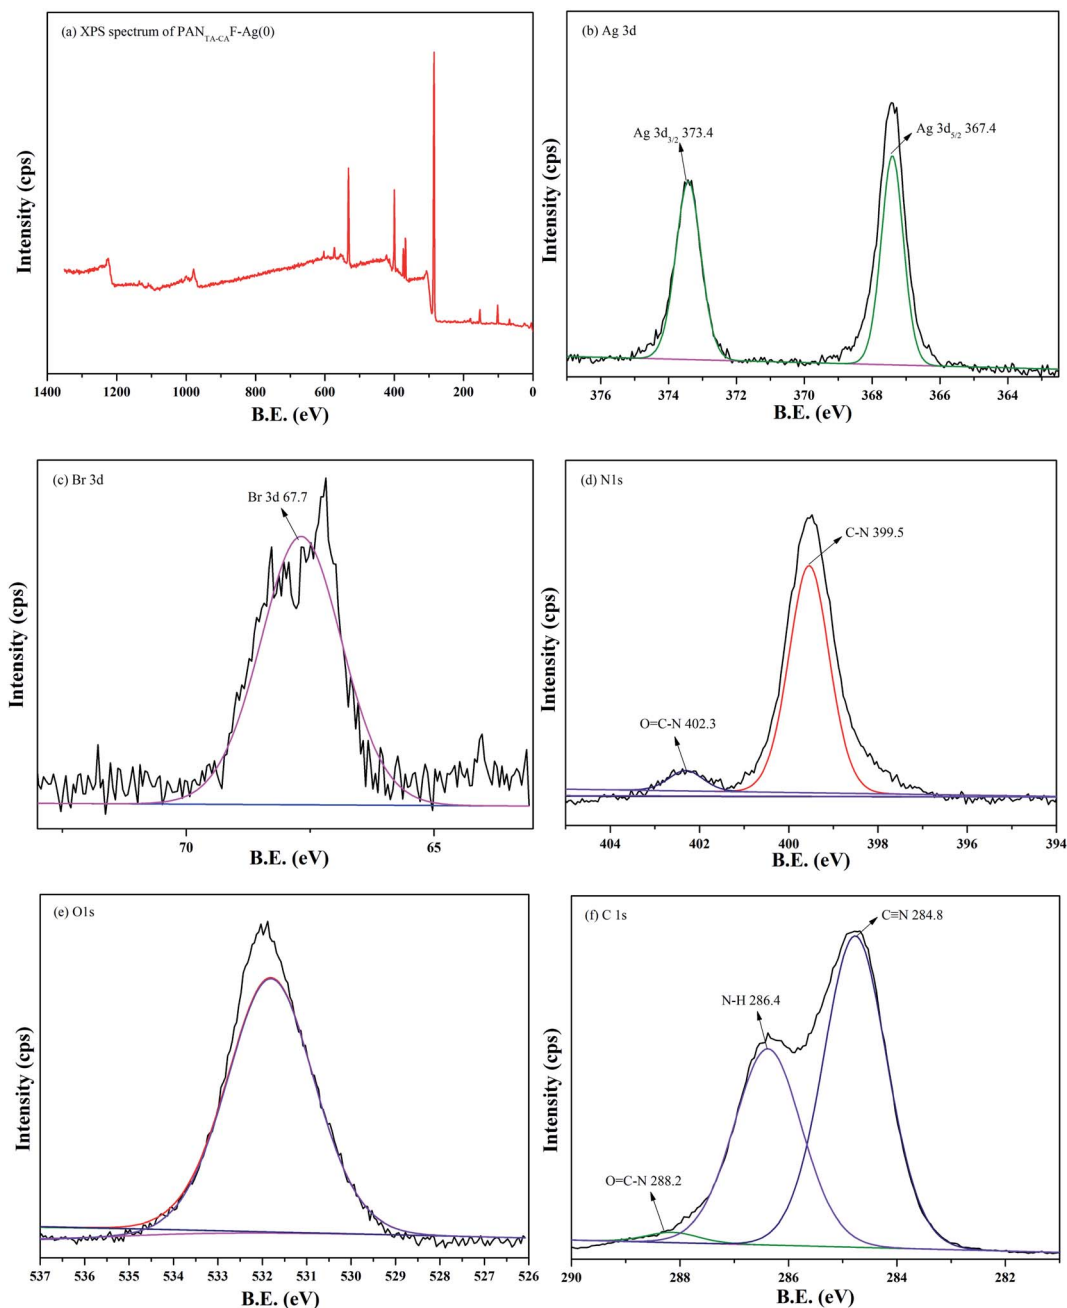 (a) XPS spectrum of PAN_TA-CA F-Ag(0)
Intensity (cps)
1400 1200 1000 800 600 400 200 0
B.E. (eV)
(b) Ag 3d
Ag 3d3/2 373.4
Ag 3d5/2 367.4
Intensity (cps)
376 374 372 370 368 366 364
B.E. (eV)
(c) Br 3d
Br 3d 67.7
Intensity (cps)
70 65
B.E. (eV)
(d) N1s
C-N 399.5
O=C-N 402.3
Intensity (cps)
404 402 400 398 396 394
B.E. (eV)
(e) O1s
Intensity (cps)
537 536 535 534 533 532 531 530 529 528 527 526
B.E. (eV)
(f) C 1s
C≡N 284.8
N-H 286.4
O=C-N 288.2
Intensity (cps)
290 288 286 284 282
B.E. (eV)